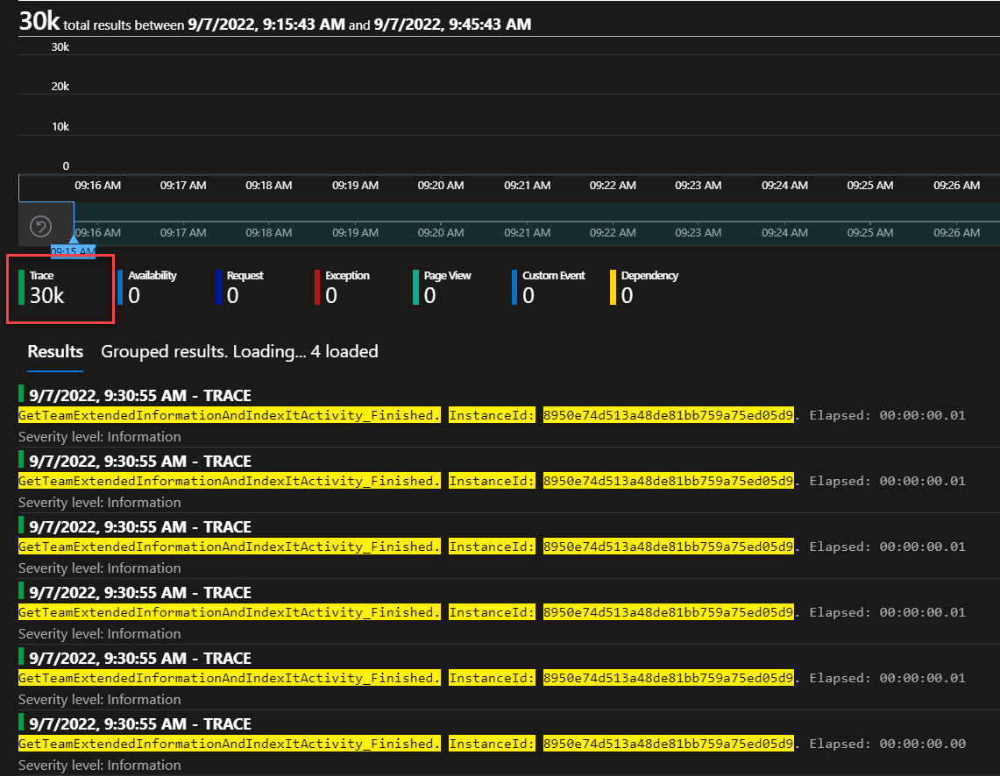 30k total results between 9/7/2022, 9:15:43 AM and 9/7/2022, 9:45:43 AM
30k
20k
10k
0
09:16 AM 09:17 AM 09:18 AM 09:19 AM 09:20 AM 09:21 AM 09:22 AM 09:23 AM 09:24 AM 09:25 AM 09:26 AM
09:16 AM 09:17 AM 09:18 AM 09:19 AM 09:20 AM 09:21 AM 09:22 AM 09:23 AM 09:24 AM 09:25 AM 09:26 AM
09:15 AM
Trace Availability Request Exception Page View Custom Event Dependency
30k 0 0 0 0 0 0
Results Grouped results. Loading... 4 loaded
9/7/2022, 9:30:55 AM - TRACE
GetTeamExtendedInformationAndIndexItActivity_Finished. InstanceId: 8950e74d513a48de81bb759a75ed05d9. Elapsed: 00:00:00.01
Severity level: Information
9/7/2022, 9:30:55 AM - TRACE
GetTeamExtendedInformationAndIndexItActivity_Finished. InstanceId: 8950e74d513a48de81bb759a75ed05d9. Elapsed: 00:00:00.01
Severity level: Information
9/7/2022, 9:30:55 AM - TRACE
GetTeamExtendedInformationAndIndexItActivity_Finished. InstanceId: 8950e74d513a48de81bb759a75ed05d9. Elapsed: 00:00:00.01
Severity level: Information
9/7/2022, 9:30:55 AM - TRACE
GetTeamExtendedInformationAndIndexItActivity_Finished. InstanceId: 8950e74d513a48de81bb759a75ed05d9. Elapsed: 00:00:00.01
Severity level: Information
9/7/2022, 9:30:55 AM - TRACE
GetTeamExtendedInformationAndIndexItActivity_Finished. InstanceId: 8950e74d513a48de81bb759a75ed05d9. Elapsed: 00:00:00.01
Severity level: Information
9/7/2022, 9:30:55 AM - TRACE
GetTeamExtendedInformationAndIndexItActivity_Finished. InstanceId: 8950e74d513a48de81bb759a75ed05d9. Elapsed: 00:00:00.00
Severity level: Information